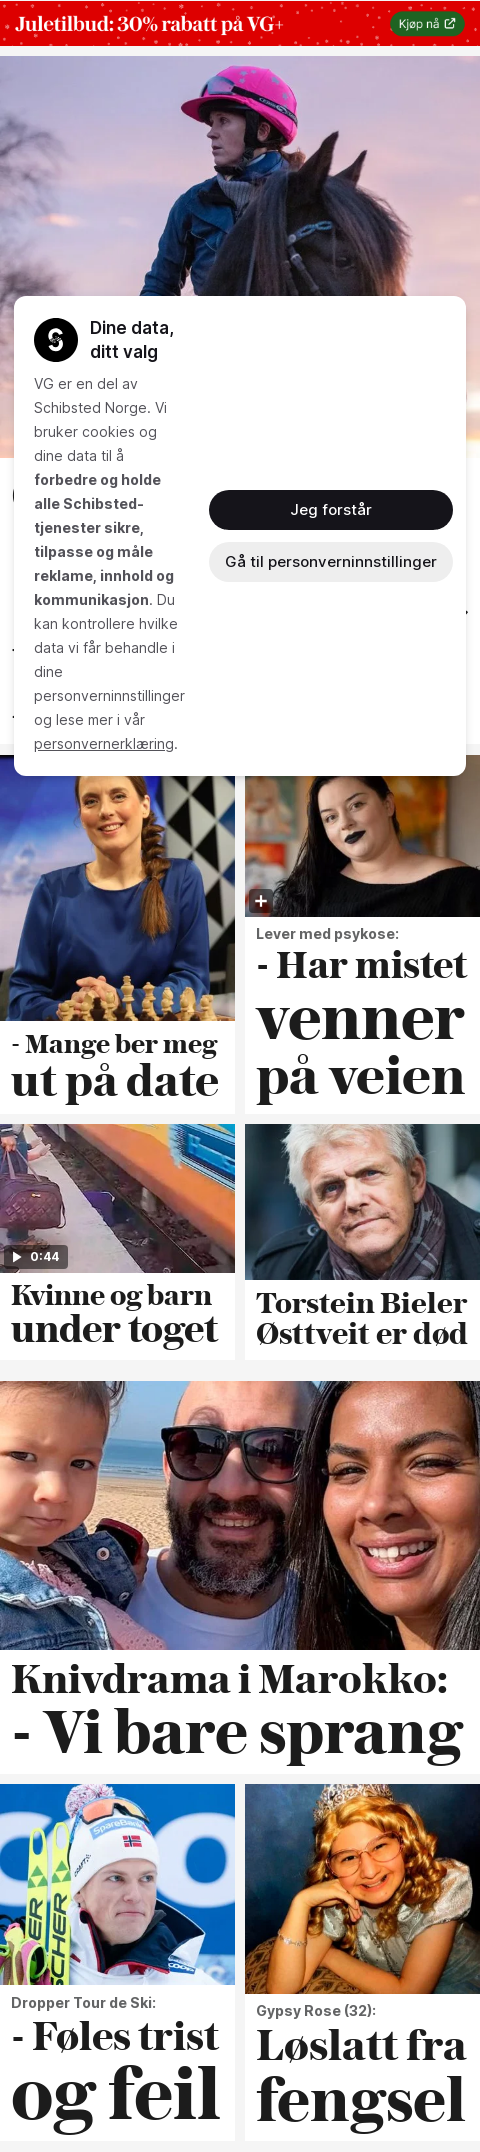 Juletilbud: 30% rabatt på VG+
Kjøp nå
Dine data,
ditt valg
VG er en del av
Schibsted Norge. Vi
bruker cookies og
dine data til å
forbedre og holde
alle Schibsted-
tjenester sikre,
tilpasse og måle
reklame, innhold og
kommunikasjon. Du
kan kontrollere hvilke
data vi får behandle i
dine
personverninnstillinger
og lese mer i vår
personvernerklæring.
Jeg forstår
Gå til personverninnstillinger
- Mange ber meg
ut på date
Lever med psykose:
- Har mistet
venner
på veien
0:44
Kvinne og barn
under toget
Torstein Bieler
Østtveit er død
Knivdrama i Marokko:
- Vi bare sprang
SpareBank
FISCHER
Dropper Tour de Ski:
- Føles trist
og feil
Gypsy Rose (32):
Løslatt fra
fengsel